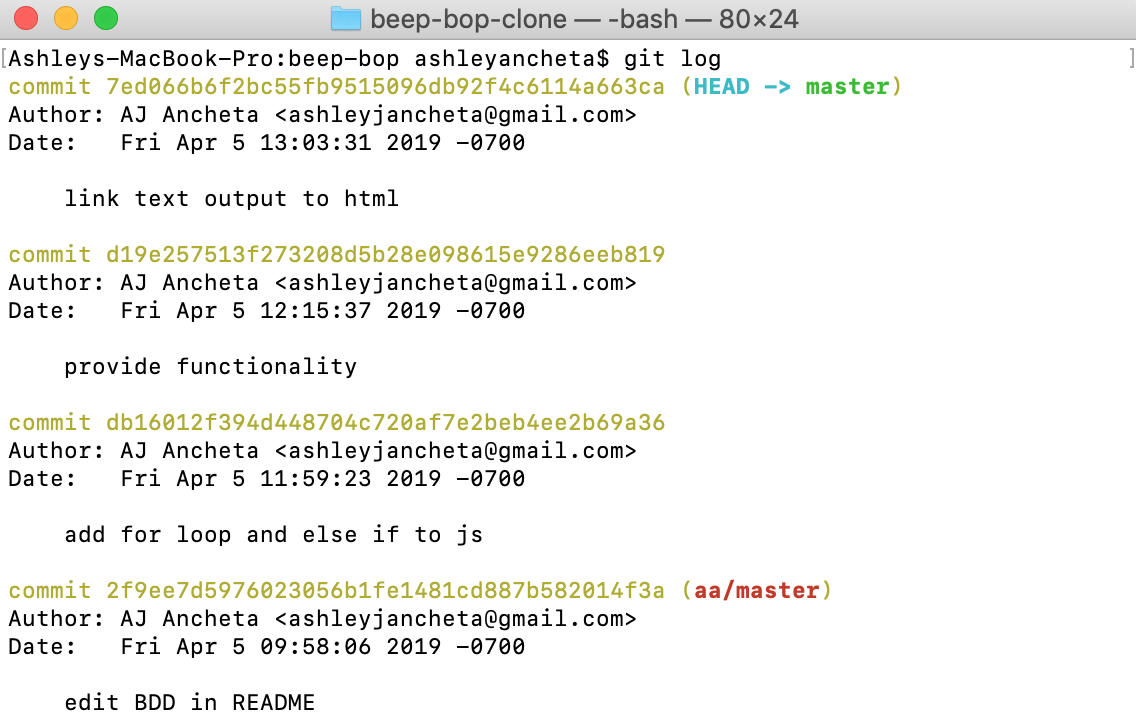 beep-bop-clone — -bash — 80×24
[Ashleys-MacBook-Pro:beep-bop ashleyancheta$ git log ]
commit 7ed066b6f2bc55fb9515096db92f4c6114a663ca (HEAD -> master)
Author: AJ Ancheta <ashleyjancheta@gmail.com>
Date:   Fri Apr 5 13:03:31 2019 -0700
link text output to html
commit d19e257513f273208d5b28e098615e9286eeb819
Author: AJ Ancheta <ashleyjancheta@gmail.com>
Date:   Fri Apr 5 12:15:37 2019 -0700
provide functionality
commit db16012f394d448704c720af7e2beb4ee2b69a36
Author: AJ Ancheta <ashleyjancheta@gmail.com>
Date:   Fri Apr 5 11:59:23 2019 -0700
add for loop and else if to js
commit 2f9ee7d5976023056b1fe1481cd887b582014f3a (aa/master)
Author: AJ Ancheta <ashleyjancheta@gmail.com>
Date:   Fri Apr 5 09:58:06 2019 -0700
edit BDD in README